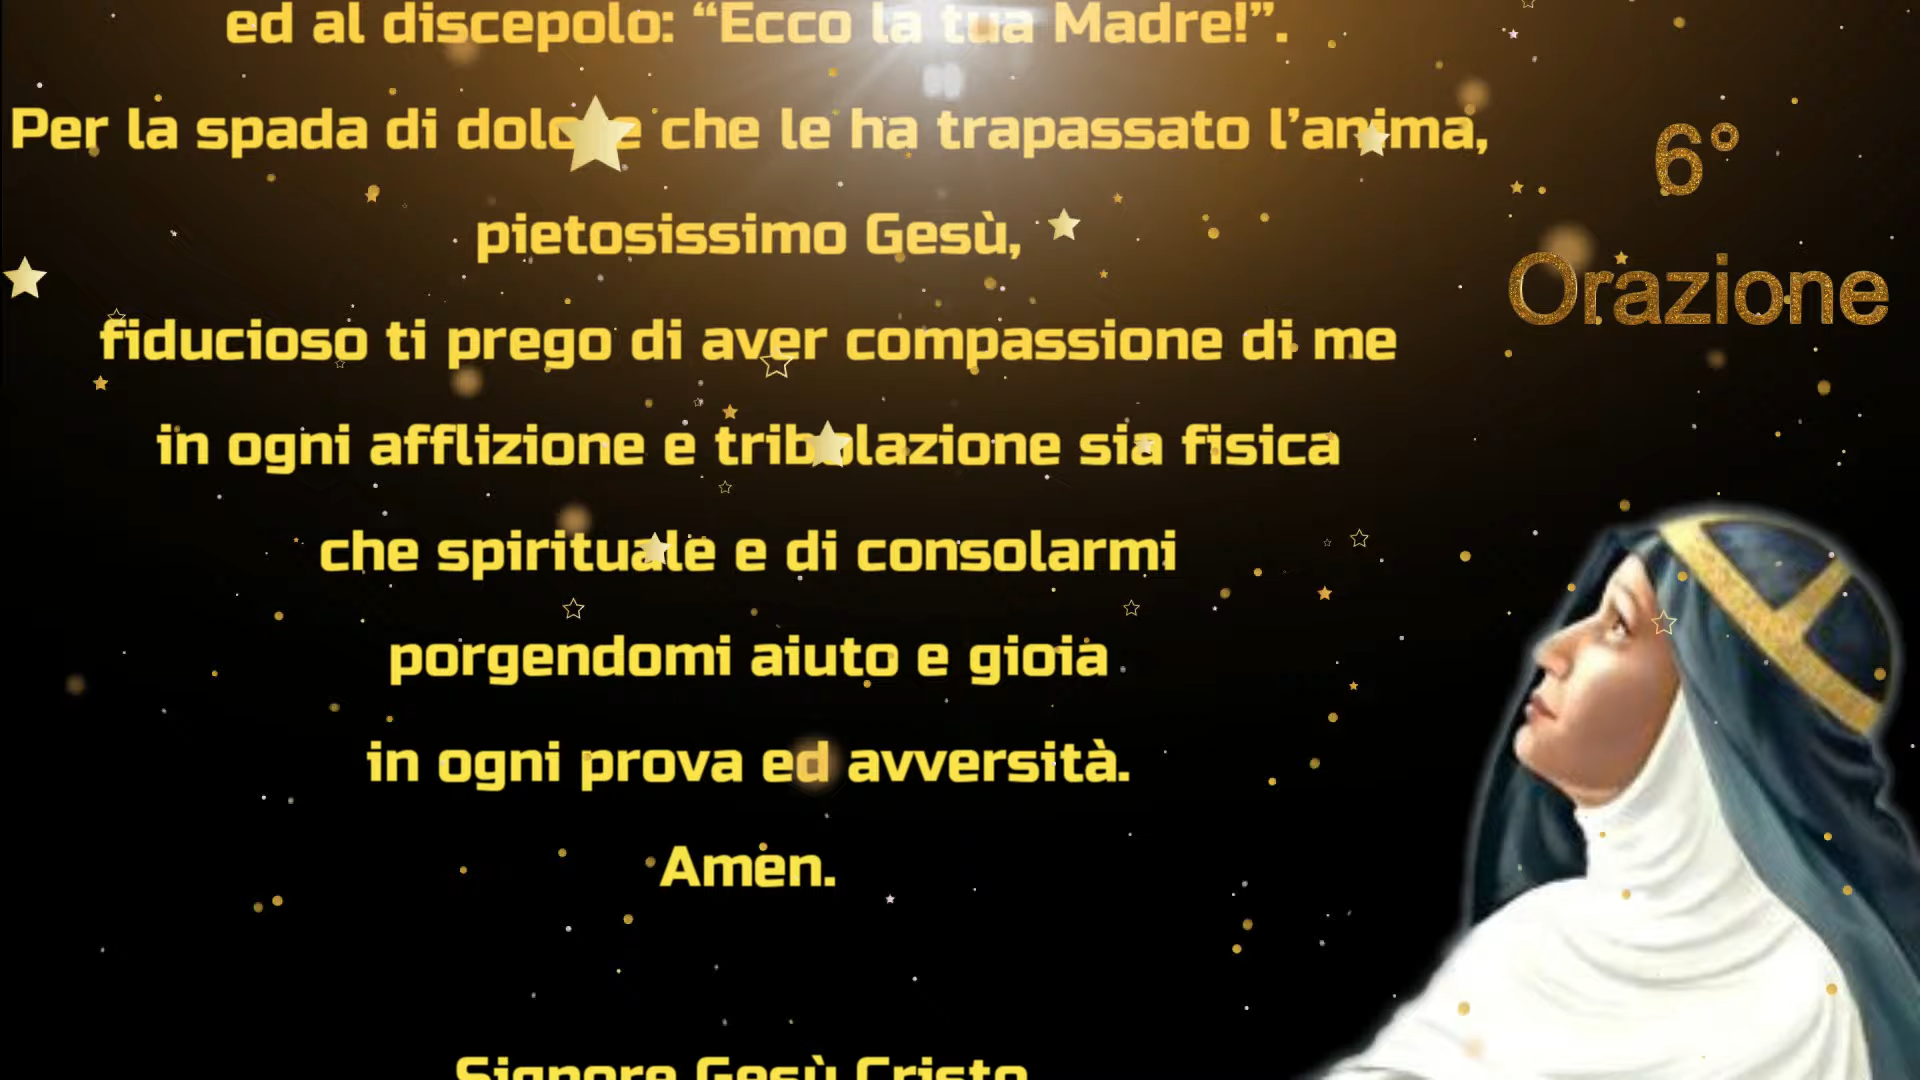 ed al discepolo: “Ecco la tua Madre!”.
Per la spada di dolore che le ha trapassato l’anima,
pietosissimo Gesù,
fiducioso ti prego di aver compassione di me
in ogni afflizione e tribolazione sia fisica
che spirituale e di consolarmi
porgendomi aiuto e gioia
in ogni prova ed avversità.
Amen.
Signore Gesù Cristo
6°
Orazione